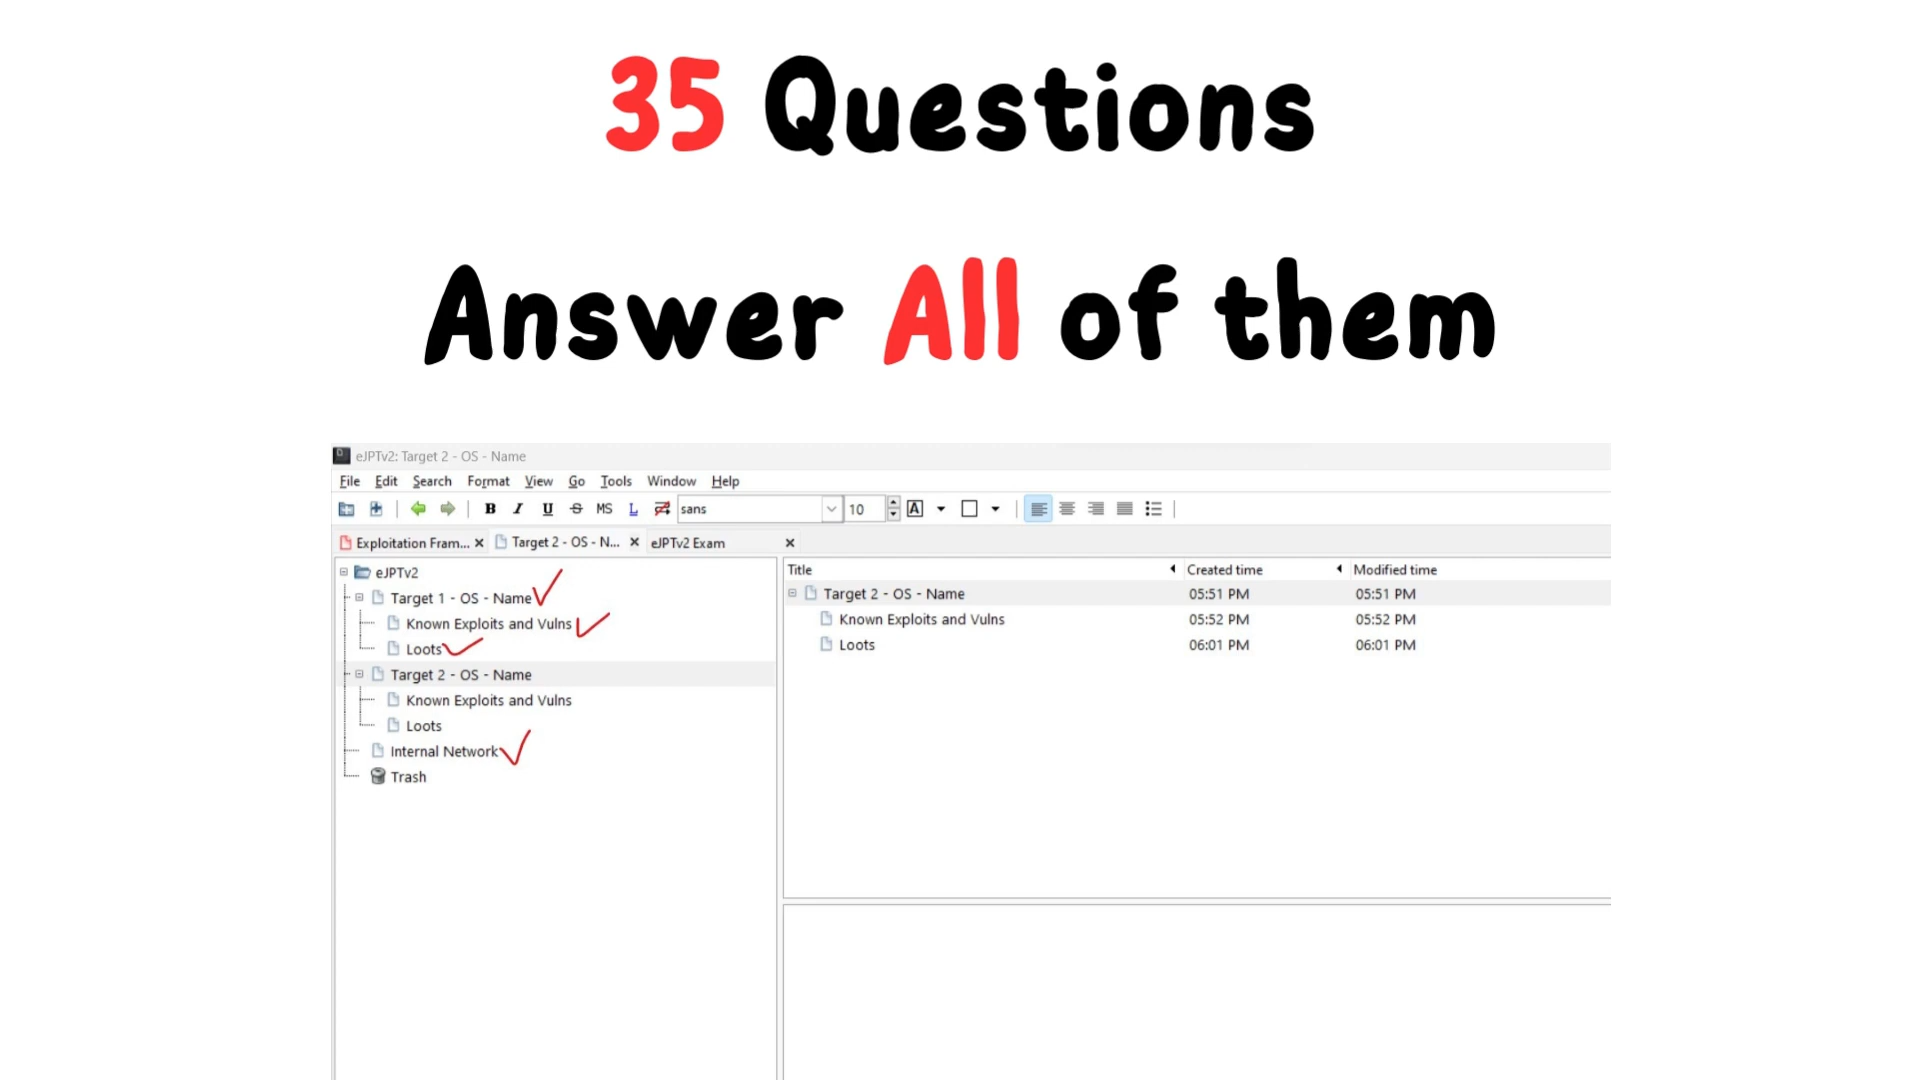 35 Questions
Answer All of them
eJPTv2: Target 2 - OS - Name
File Edit Search Format View Go Tools Window Help
B I U S MS L sans 10 A
Exploitation Fram... Target 2 - OS - N... eJPTv2 Exam
eJPTv2
Target 1 - OS - Name
Known Exploits and Vulns
Loots
Target 2 - OS - Name
Known Exploits and Vulns
Loots
Internal Network
Trash
Title Created time Modified time
Target 2 - OS - Name 05:51 PM 05:51 PM
Known Exploits and Vulns 05:52 PM 05:52 PM
Loots 06:01 PM 06:01 PM